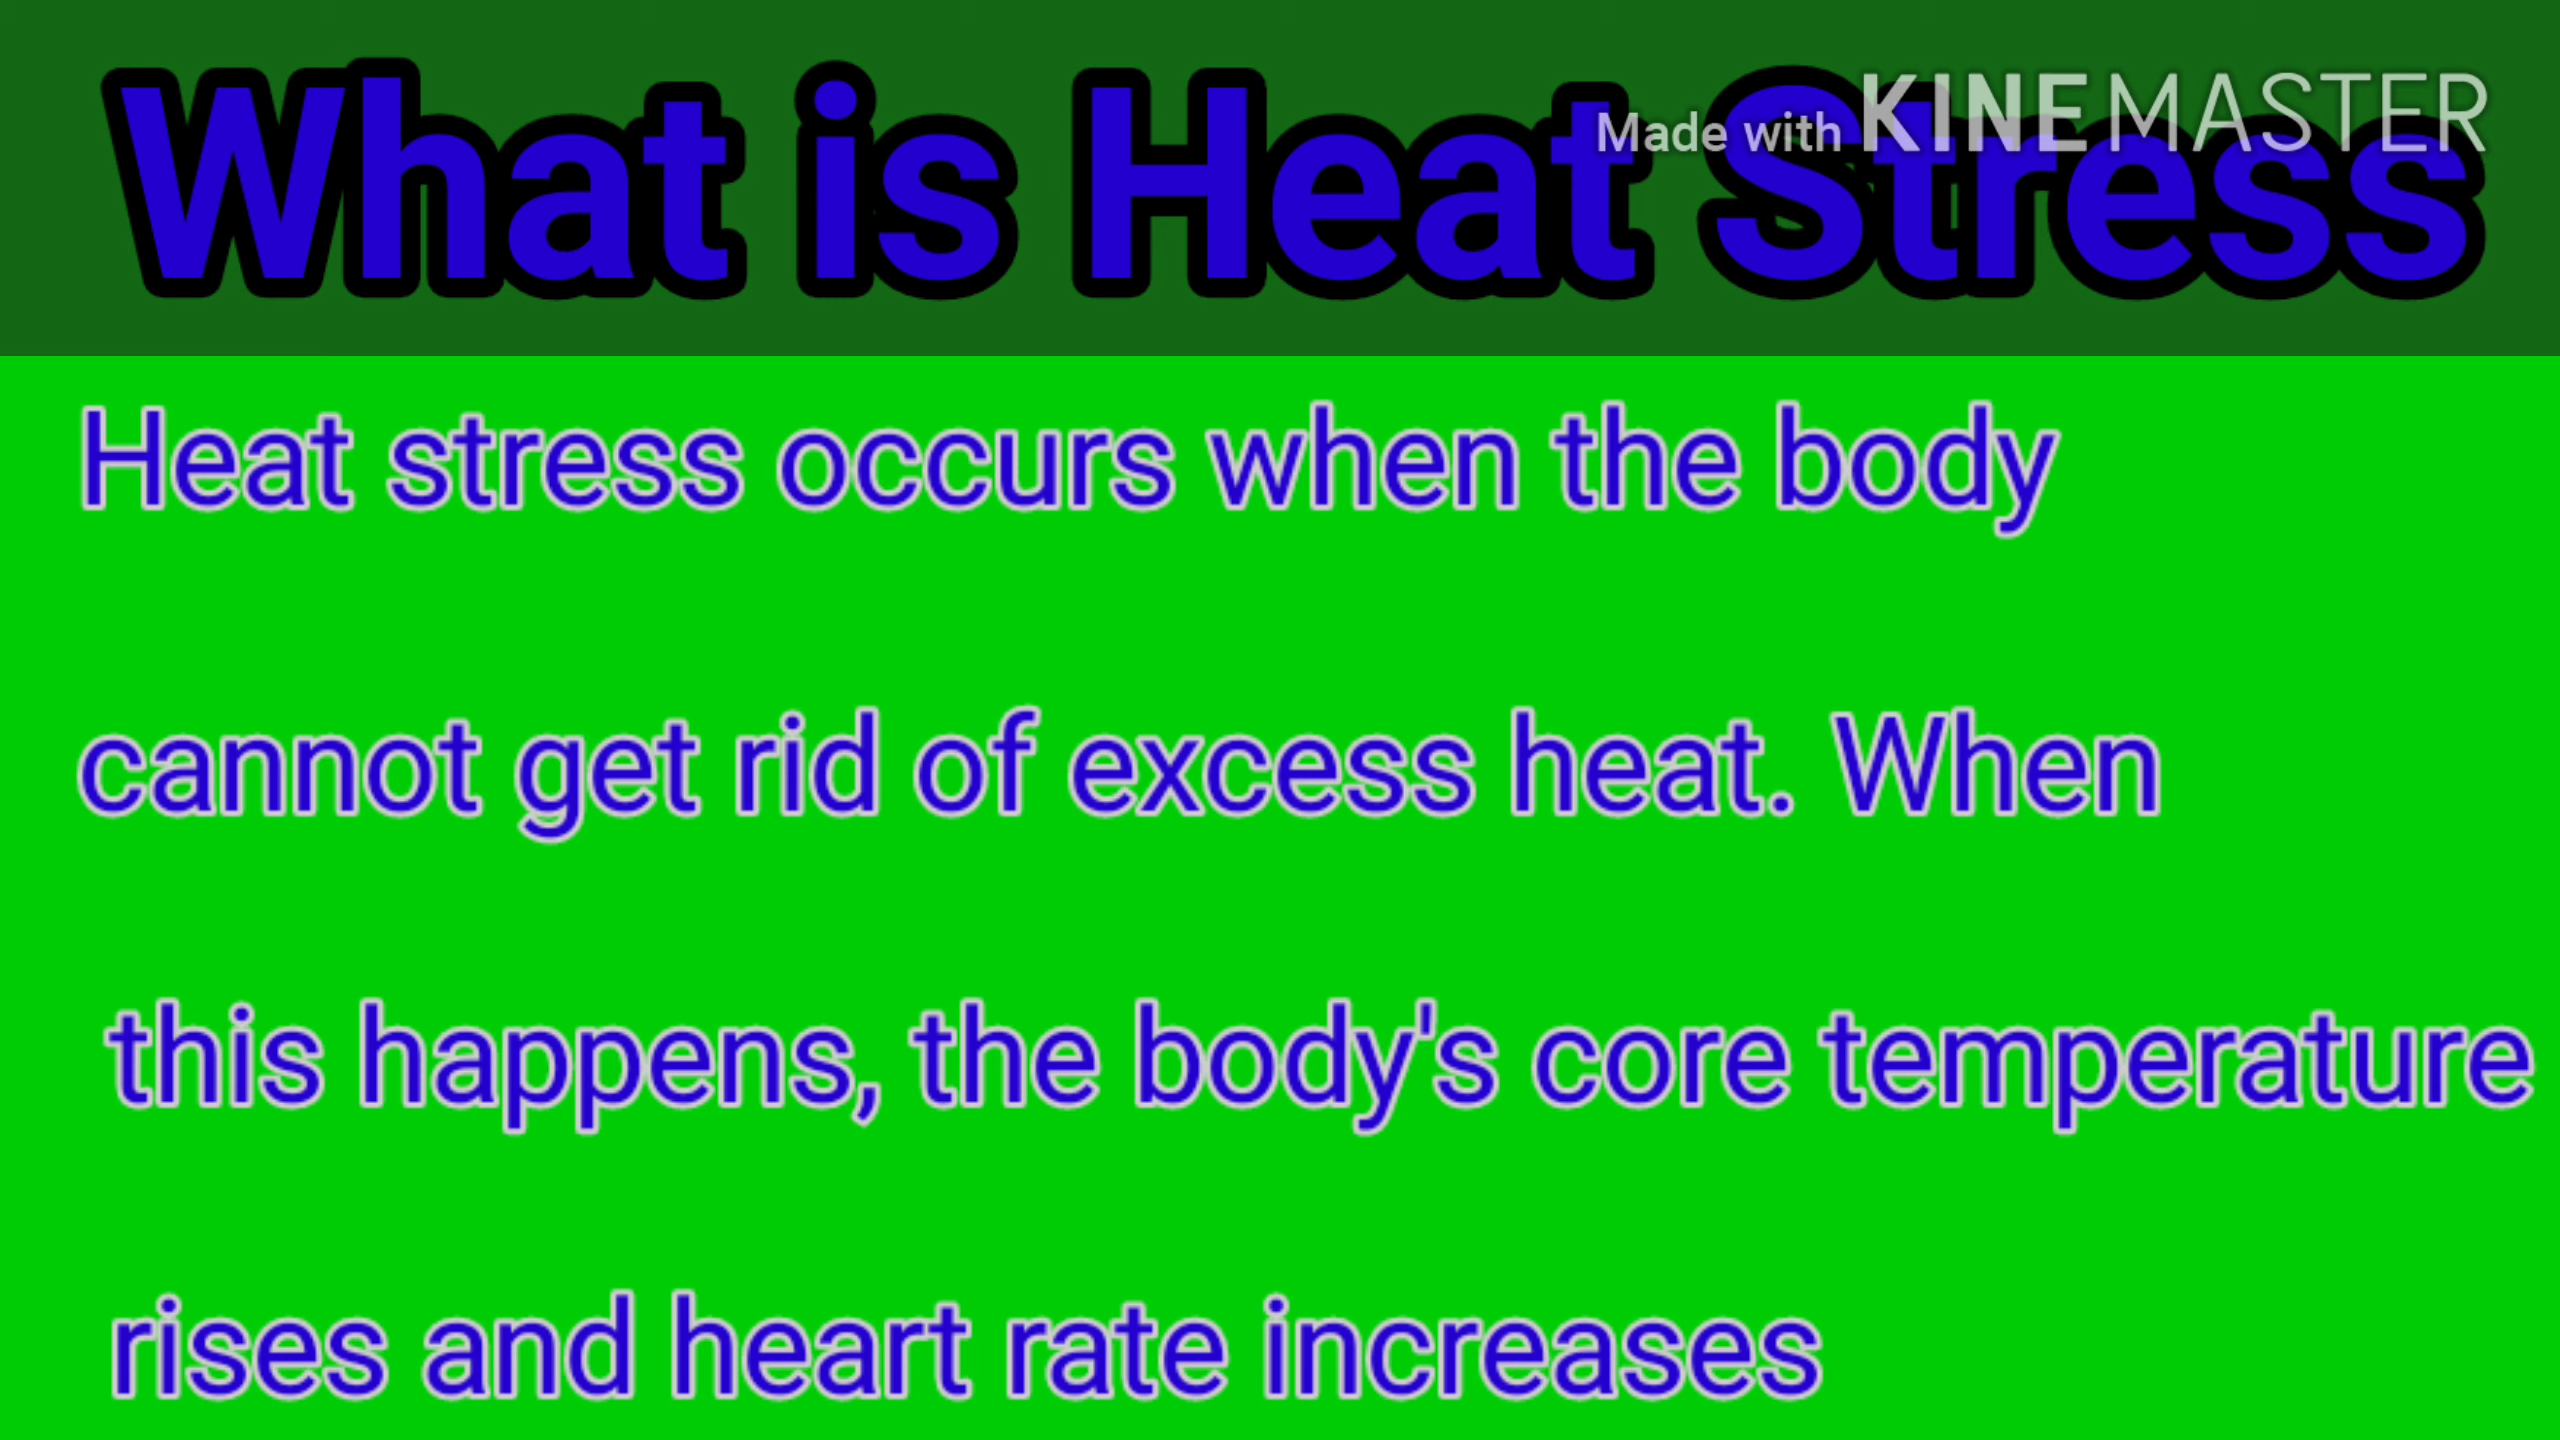 What is Heat Stress
Made with KINEMASTER
Heat stress occurs when the body
cannot get rid of excess heat. When
this happens, the body's core temperature
rises and heart rate increases